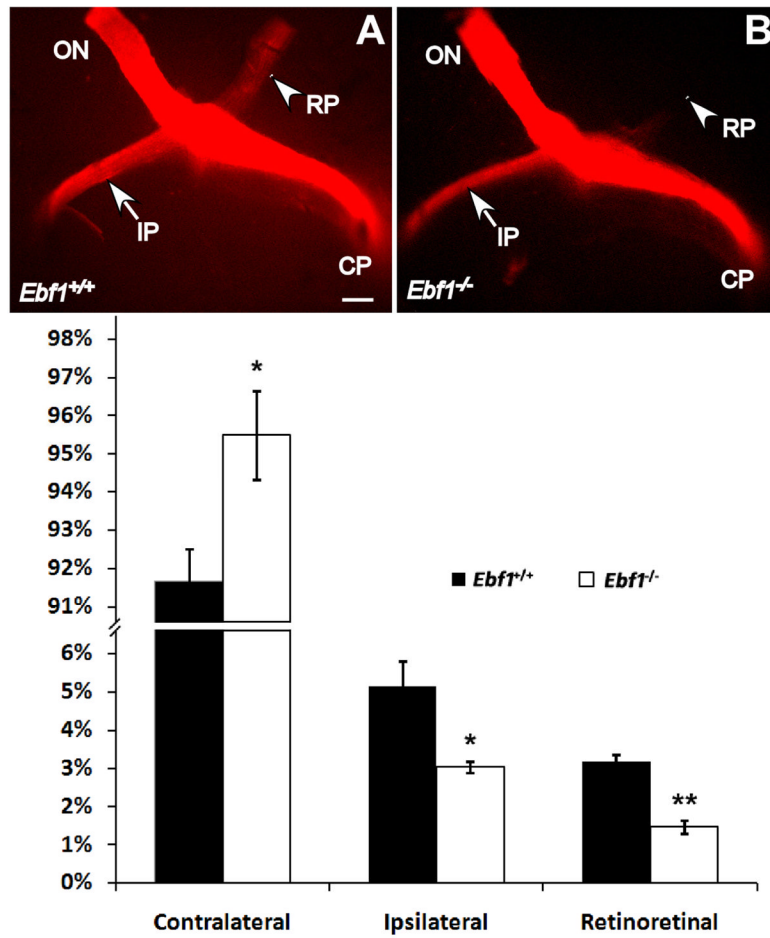 A
ON
RP
IP
CP
Ebf1+/+
B
ON
RP
IP
CP
Ebf1-/-
98%
97%
96%
95%
94%
93%
92%
91%
6%
5%
4%
3%
2%
1%
0%
*
*
**
Ebf1+/+
Ebf1-/-
Contralateral
Ipsilateral
Retinoretinal